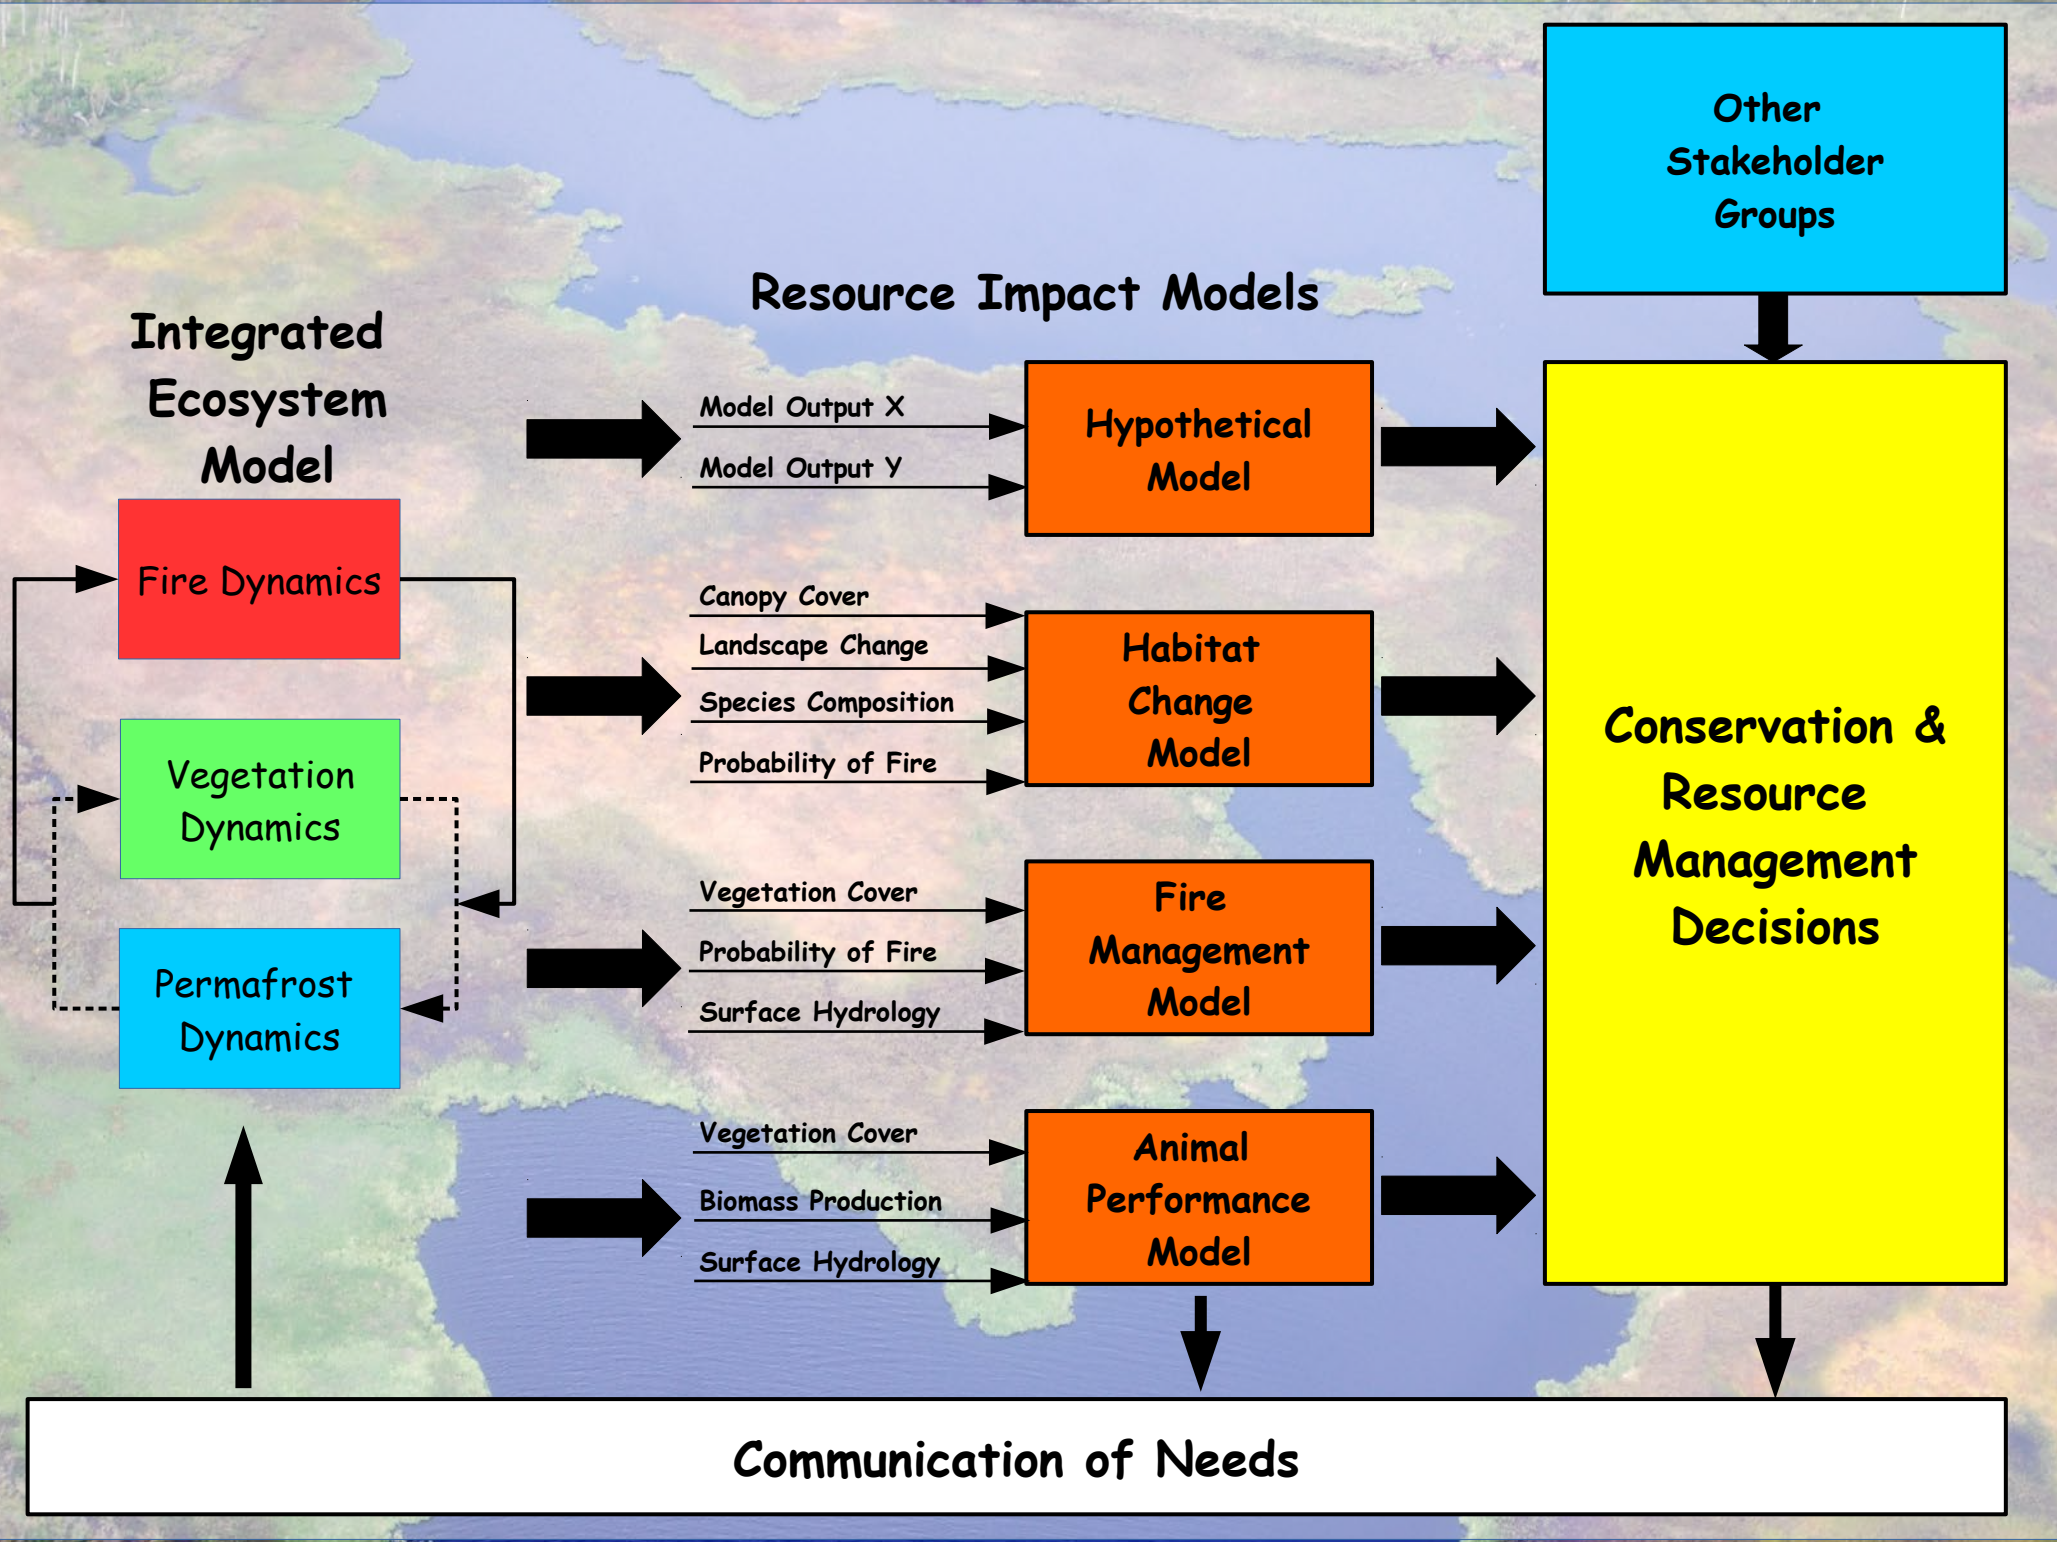 Other
Stakeholder
Groups
Resource Impact Models
Integrated
Ecosystem
Model
Fire Dynamics
Vegetation
Dynamics
Permafrost
Dynamics
Model Output X
Model Output Y
Hypothetical
Model
Canopy Cover
Landscape Change
Species Composition
Probability of Fire
Habitat
Change
Model
Vegetation Cover
Probability of Fire
Surface Hydrology
Fire
Management
Model
Vegetation Cover
Biomass Production
Surface Hydrology
Animal
Performance
Model
Conservation &
Resource
Management
Decisions
Communication of Needs